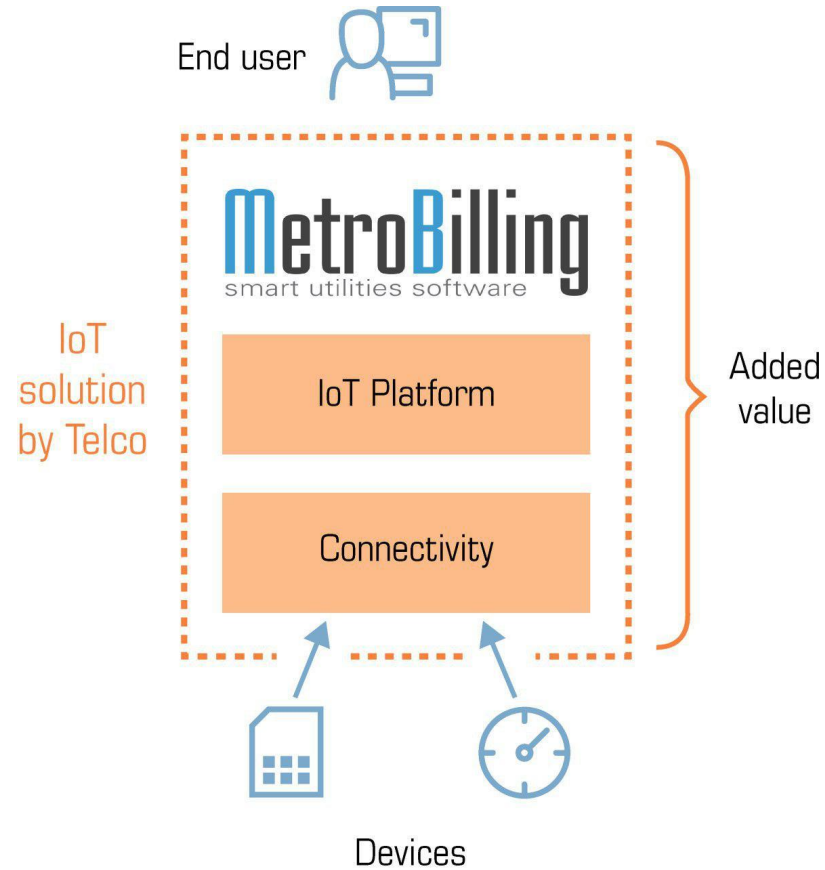 End user
MetroBilling
smart utilities software
IoT
solution
by Telco
IoT Platform
Added
value
Connectivity
Devices